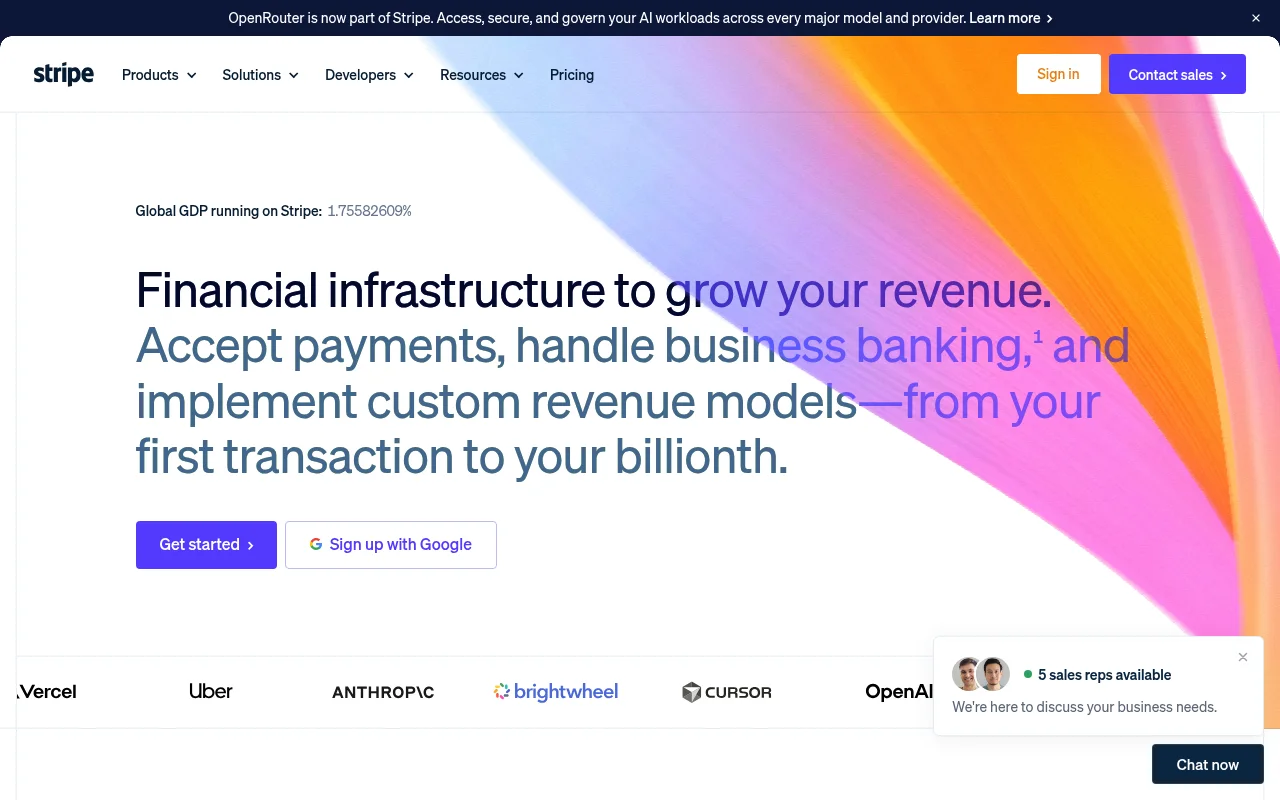 OpenRouter is now part of Stripe. Access, secure, and govern your AI workloads across every major model and provider. Learn more
stripe
Products
Solutions
Developers
Resources
Pricing
Sign in
Contact sales
Global GDP running on Stripe: 1.75582609%
Financial infrastructure to grow your revenue.
Accept payments, handle business banking,¹ and
implement custom revenue models—from your
first transaction to your billionth.
Get started
Sign up with Google
Vercel
Uber
ANTHROP\C
brightwheel
CURSOR
OpenAI
5 sales reps available
We're here to discuss your business needs.
Chat now